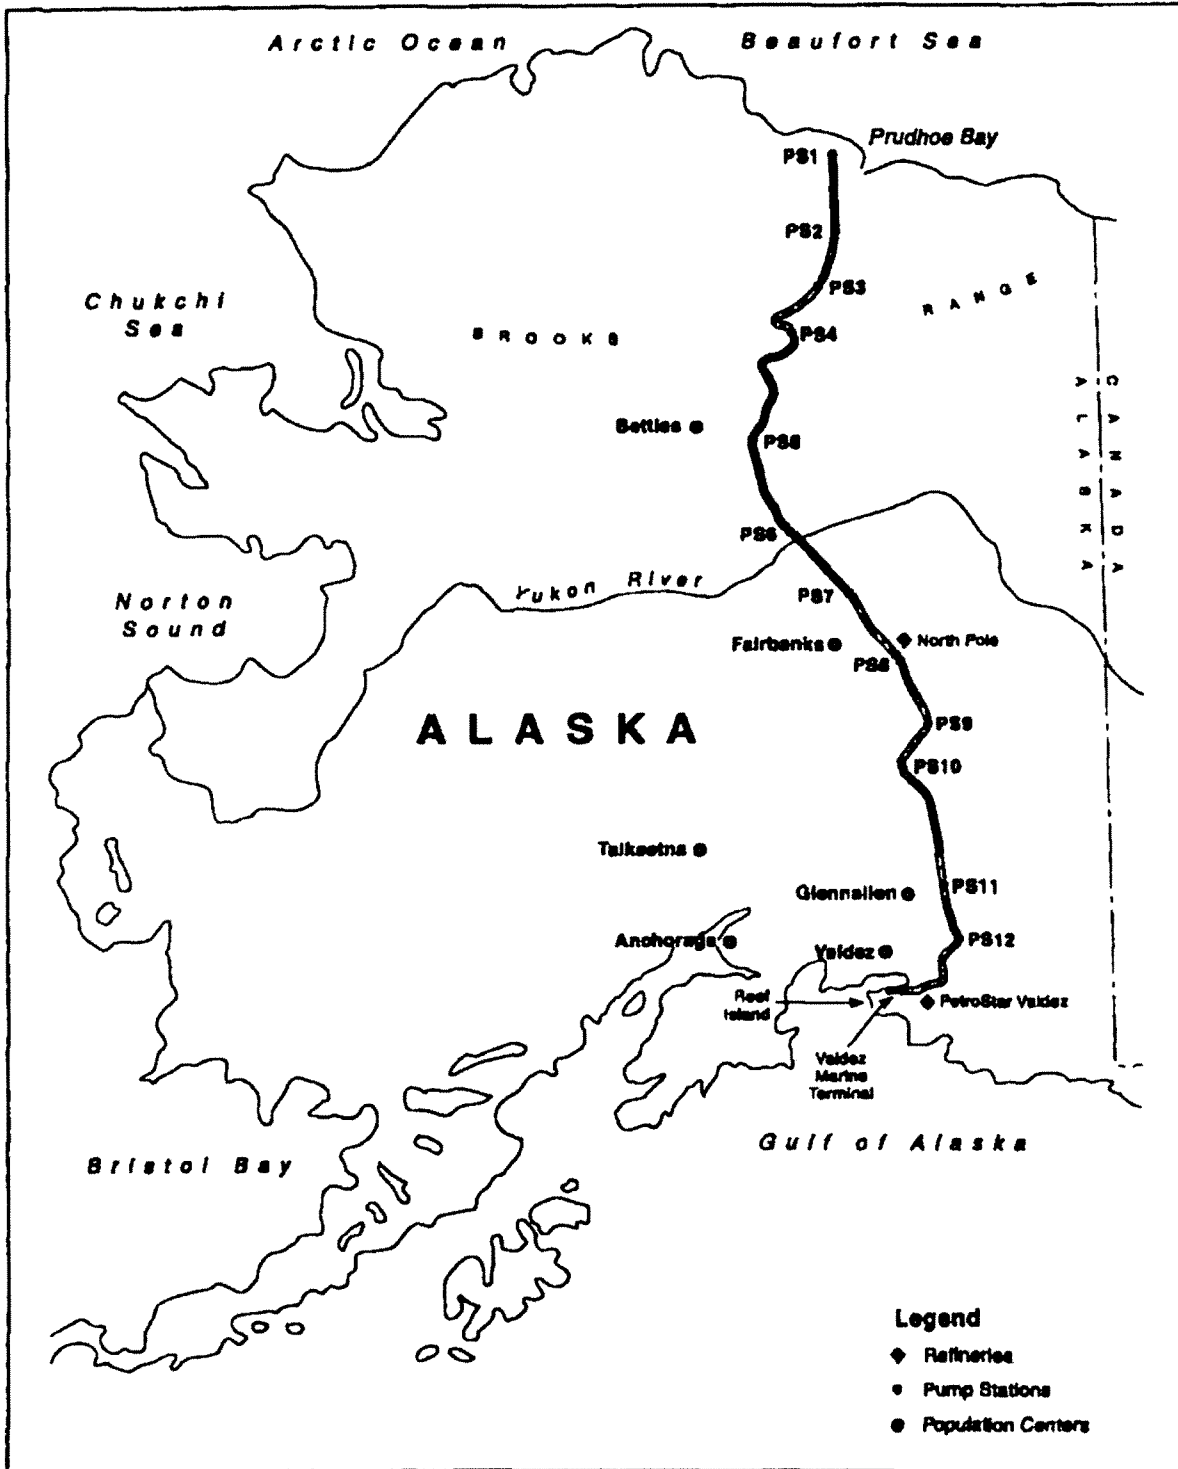 Arctic Ocean
Beaufort Sea
Prudhoe Bay
PS1
PS2
PS3
RANGE
Chukchi
Sea
BROOKS
PS4
CANADA
ALASKA
Bettles
PS5
PS6
Yukon River
PS7
Norton
Sound
Fairbanks
North Pole
PS8
ALASKA
PS9
PS10
Talkeetna
PS11
Glennallen
Anchorage
PS12
Valdez
Reef
Island
PetroStar Valdez
Valdez
Marine
Terminal
Gulf of Alaska
Bristol Bay
Legend
Refineries
Pump Stations
Population Centers